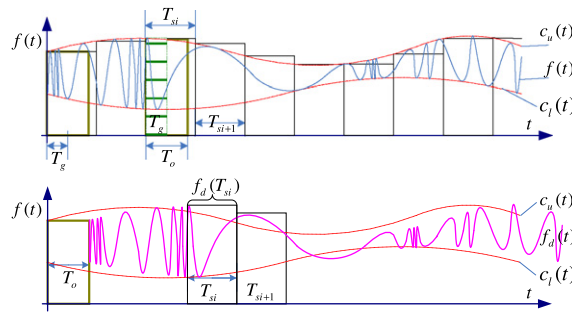 T_si
f(t)
c_u(t)
f(t)
c_l(t)
T_g
T_si+1
t
T_g
T_o
f_d(T_si)
f(t)
c_u(t)
f_d(t)
c_l(t)
T_o
T_si
T_si+1
t